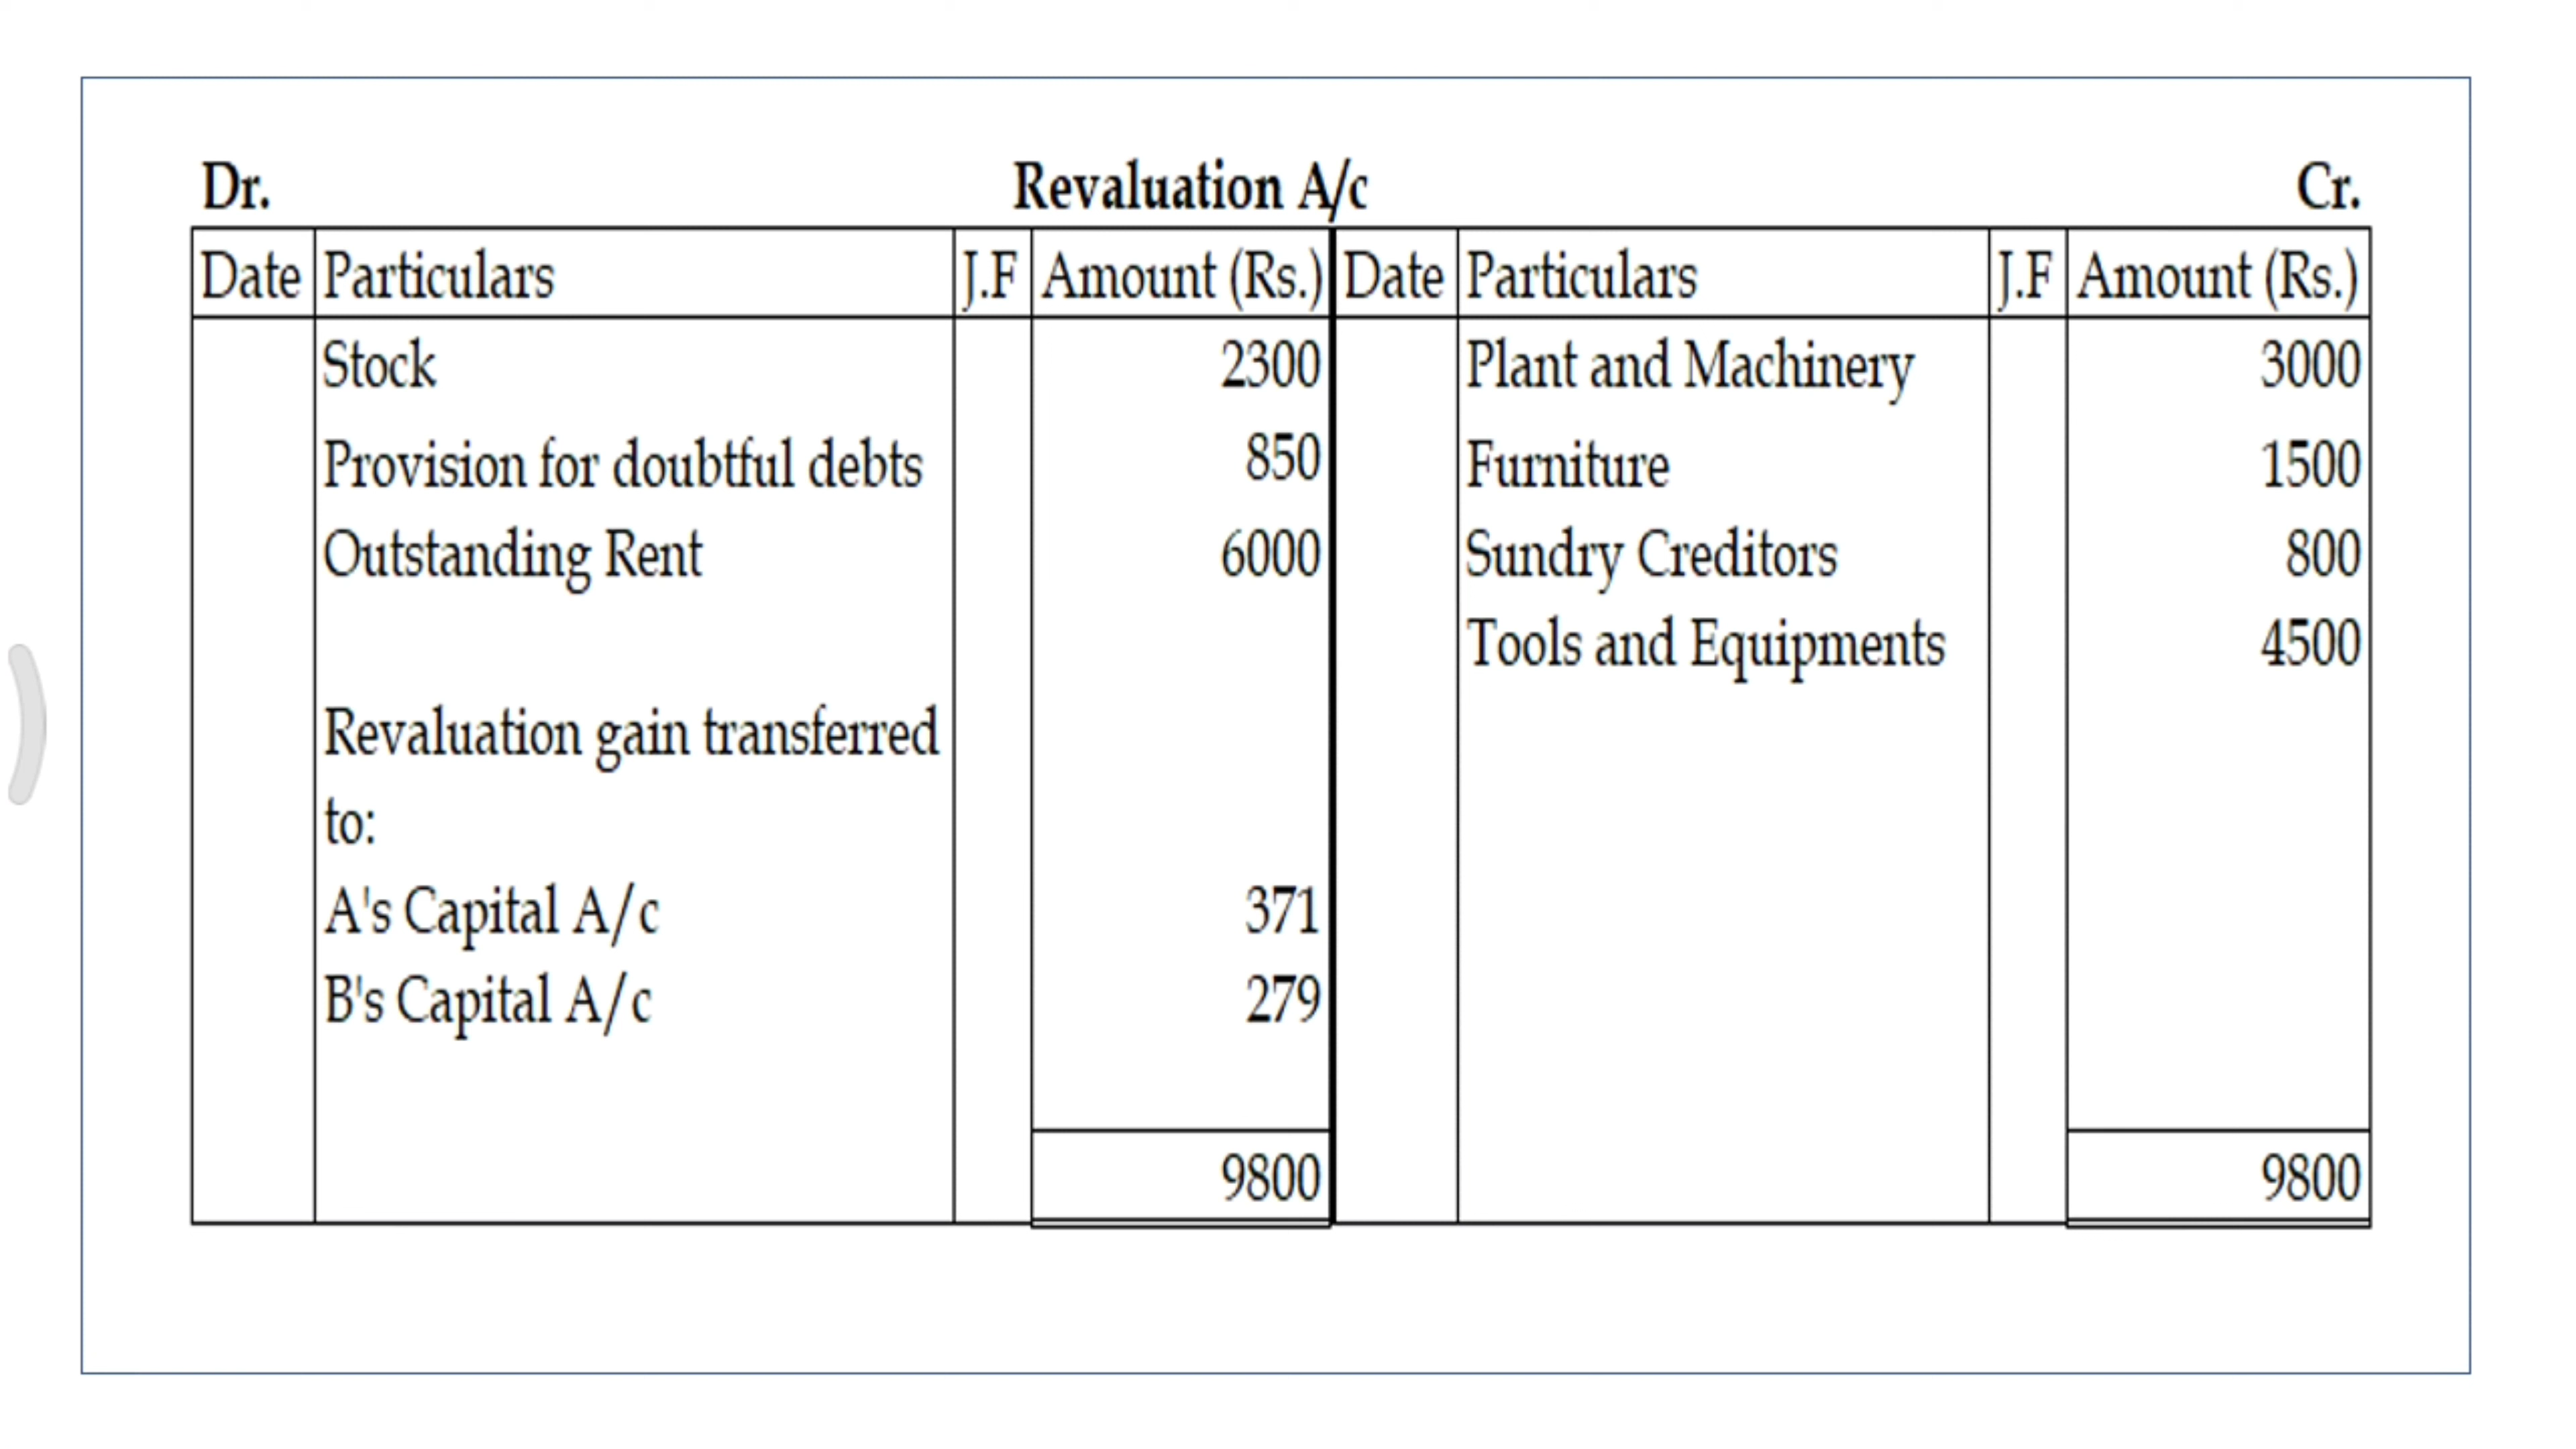 Dr. Revaluation A/c Cr.
Date Particulars J.F Amount (Rs.) Date Particulars J.F Amount (Rs.)
Stock 2300 Plant and Machinery 3000
Provision for doubtful debts 850 Furniture 1500
Outstanding Rent 6000 Sundry Creditors 800
Tools and Equipments 4500
Revaluation gain transferred
to:
A's Capital A/c 371
B's Capital A/c 279
9800 9800